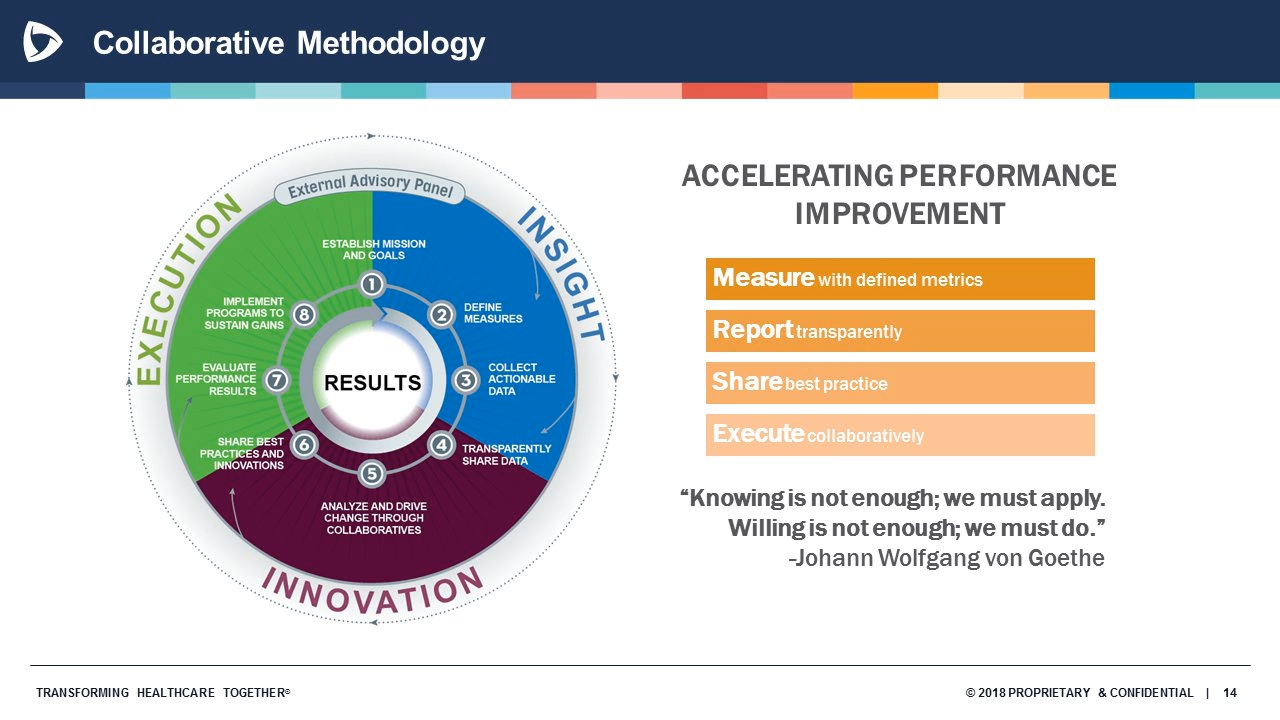 Collaborative Methodology
External Advisory Panel
EXECUTION
INSIGHT
INNOVATION
ESTABLISH MISSION
AND GOALS
1
2
DEFINE
MEASURES
3
COLLECT
ACTIONABLE
DATA
4
TRANSPARENTLY
SHARE DATA
5
ANALYZE AND DRIVE
CHANGE THROUGH
COLLABORATIVES
6
SHARE BEST
PRACTICES AND
INNOVATIONS
7
EVALUATE
PERFORMANCE
RESULTS
8
IMPLEMENT
PROGRAMS TO
SUSTAIN GAINS
RESULTS
ACCELERATING PERFORMANCE
IMPROVEMENT
Measure with defined metrics
Report transparently
Share best practice
Execute collaboratively
“Knowing is not enough; we must apply.
Willing is not enough; we must do.”
-Johann Wolfgang von Goethe
TRANSFORMING HEALTHCARE TOGETHER©
© 2018 PROPRIETARY & CONFIDENTIAL | 14